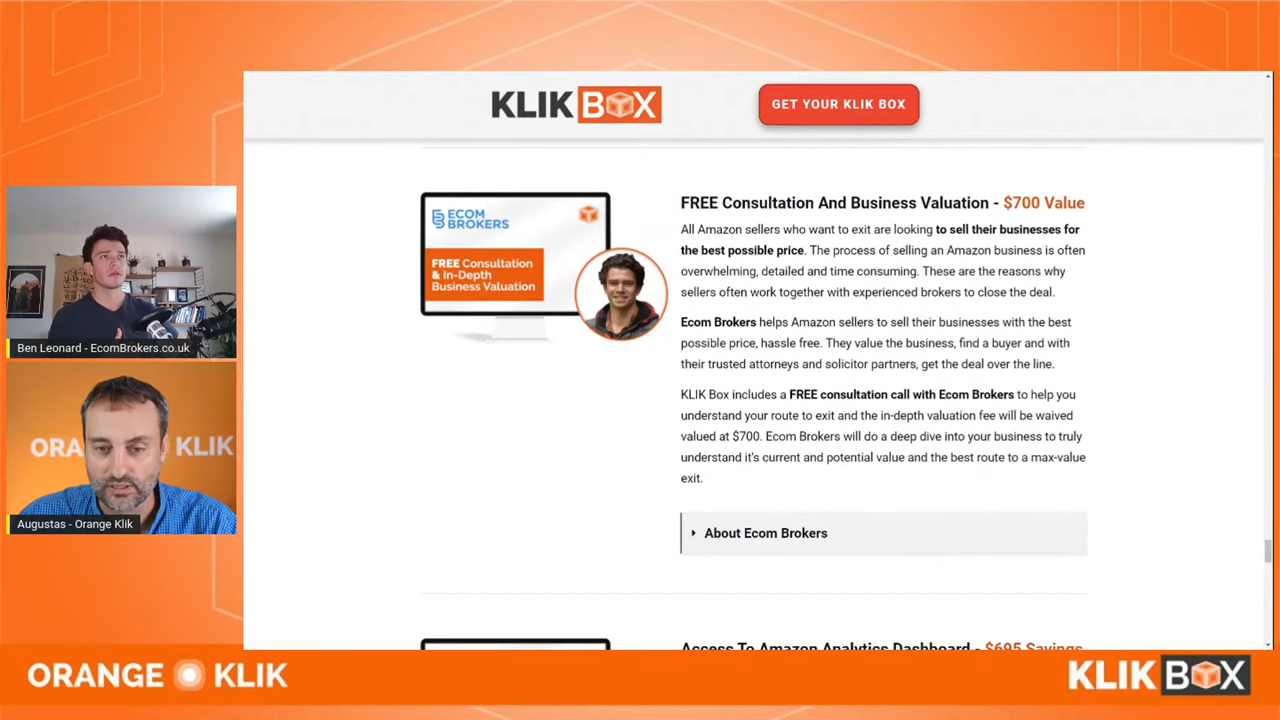 KLIK BOX
GET YOUR KLIK BOX
ECOM
BROKERS
FREE Consultation
& In-Depth
Business Valuation
FREE Consultation And Business Valuation - $700 Value
All Amazon sellers who want to exit are looking to sell their businesses for
the best possible price. The process of selling an Amazon business is often
overwhelming, detailed and time consuming. These are the reasons why
sellers often work together with experienced brokers to close the deal.
Ecom Brokers helps Amazon sellers to sell their businesses with the best
possible price, hassle free. They value the business, find a buyer and with
their trusted attorneys and solicitor partners, get the deal over the line.
KLIK Box includes a FREE consultation call with Ecom Brokers to help you
understand your route to exit and the in-depth valuation fee will be waived
valued at $700. Ecom Brokers will do a deep dive into your business to truly
understand it's current and potential value and the best route to a max-value
exit.
About Ecom Brokers
Access To Amazon Analytics Dashboard - $695 Savings
Ben Leonard - EcomBrokers.co.uk
KLIK
Augustas - Orange Klik
ORANGE KLIK
KLIK BOX